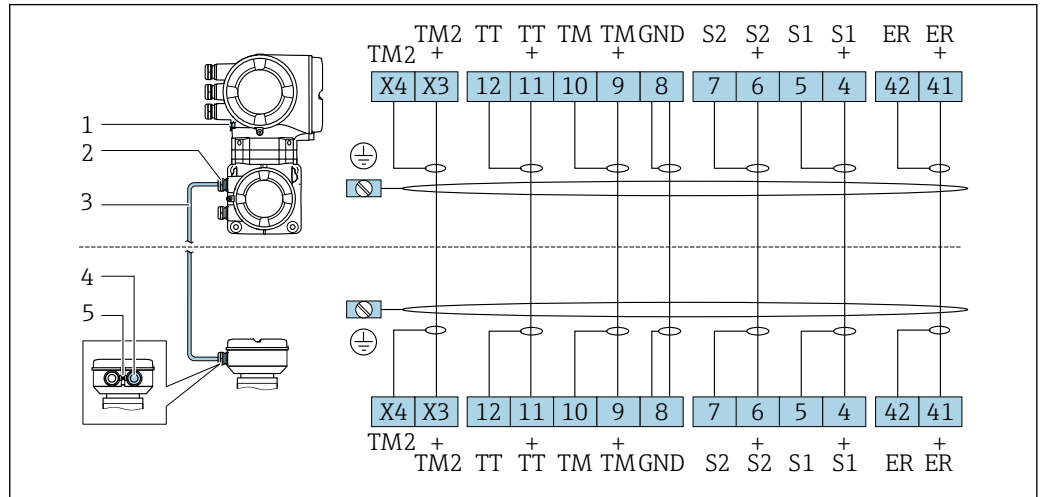 TM2 TT TT TM TM GND S2 S2 S1 S1 ER ER
TM2 + + + + + +
X4 X3 12 11 10 9 8 7 6 5 4 42 41
1
2
3
4
5
X4 X3 12 11 10 9 8 7 6 5 4 42 41
TM2 + + + + + +
TM2 TT TT TM TM GND S2 S2 S1 S1 ER ER